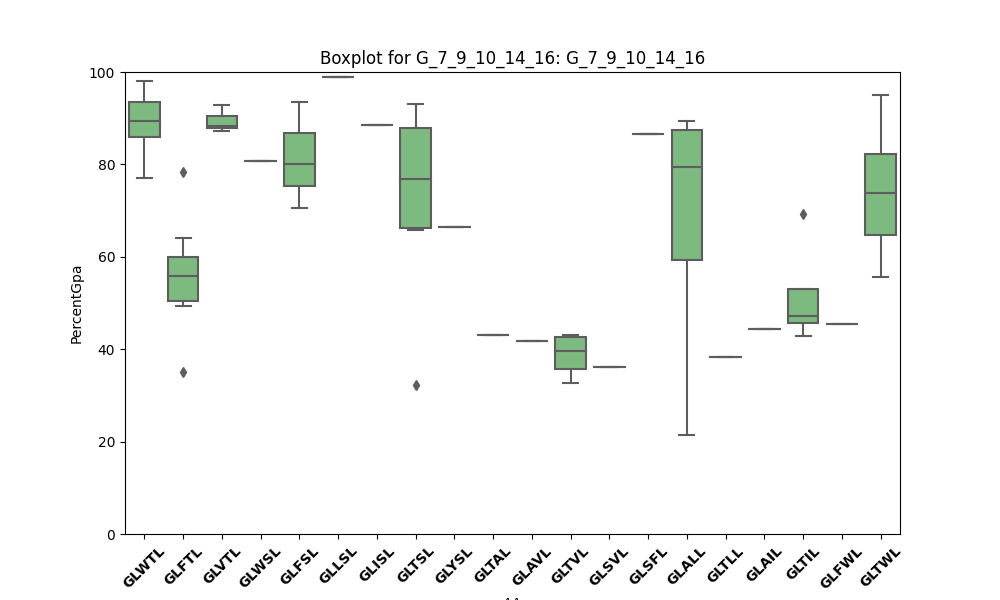 Boxplot for G_7_9_10_14_16: G_7_9_10_14_16
PercentGpa
100
80
60
40
20
0
GLWTL GLFTL GLVTL GLWSL GLFSL GLLSL GLISL GLTSL GLYSL GLTAL GLAVL GLTVL GLSVL GLSFL GLALL GLTLL GLAIL GLTIL GLFWL GLTWL